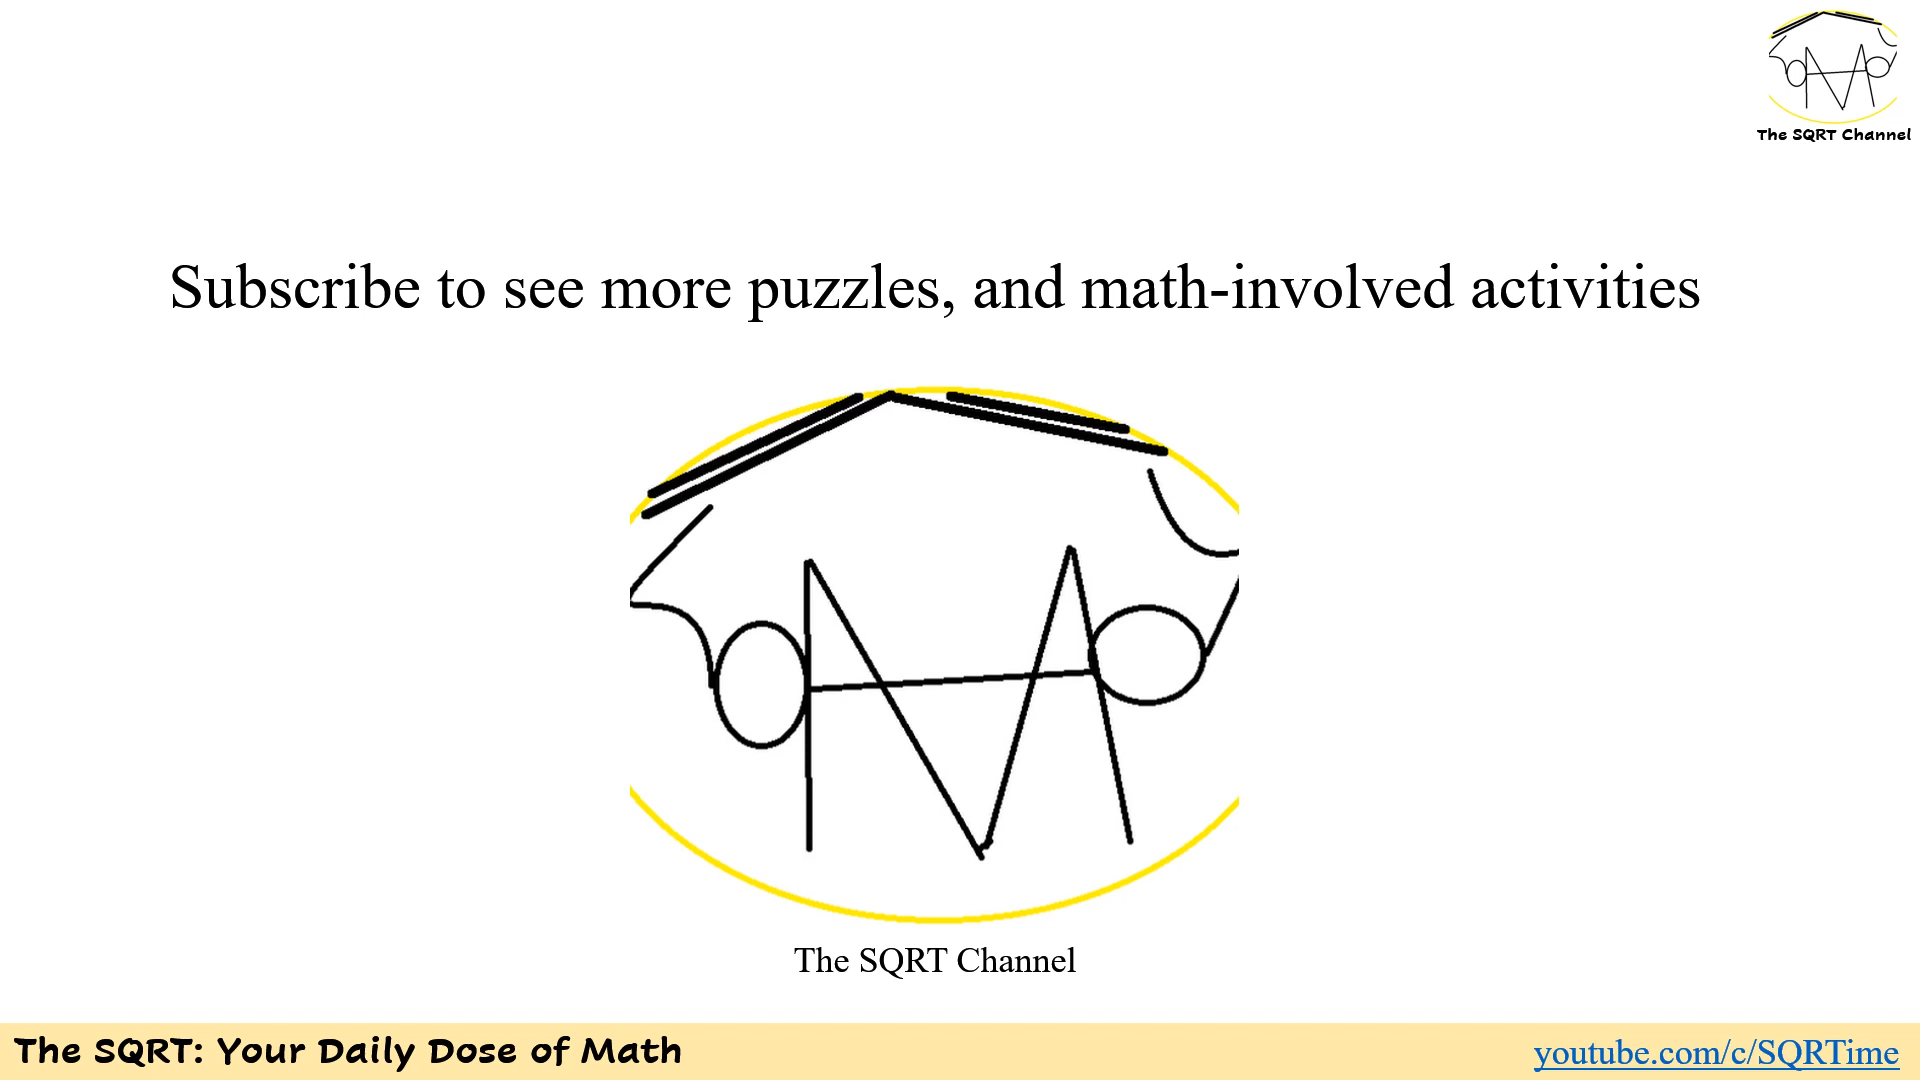 The SQRT Channel
Subscribe to see more puzzles, and math-involved activities
The SQRT Channel
The SQRT: Your Daily Dose of Math
youtube.com/c/SQRTime